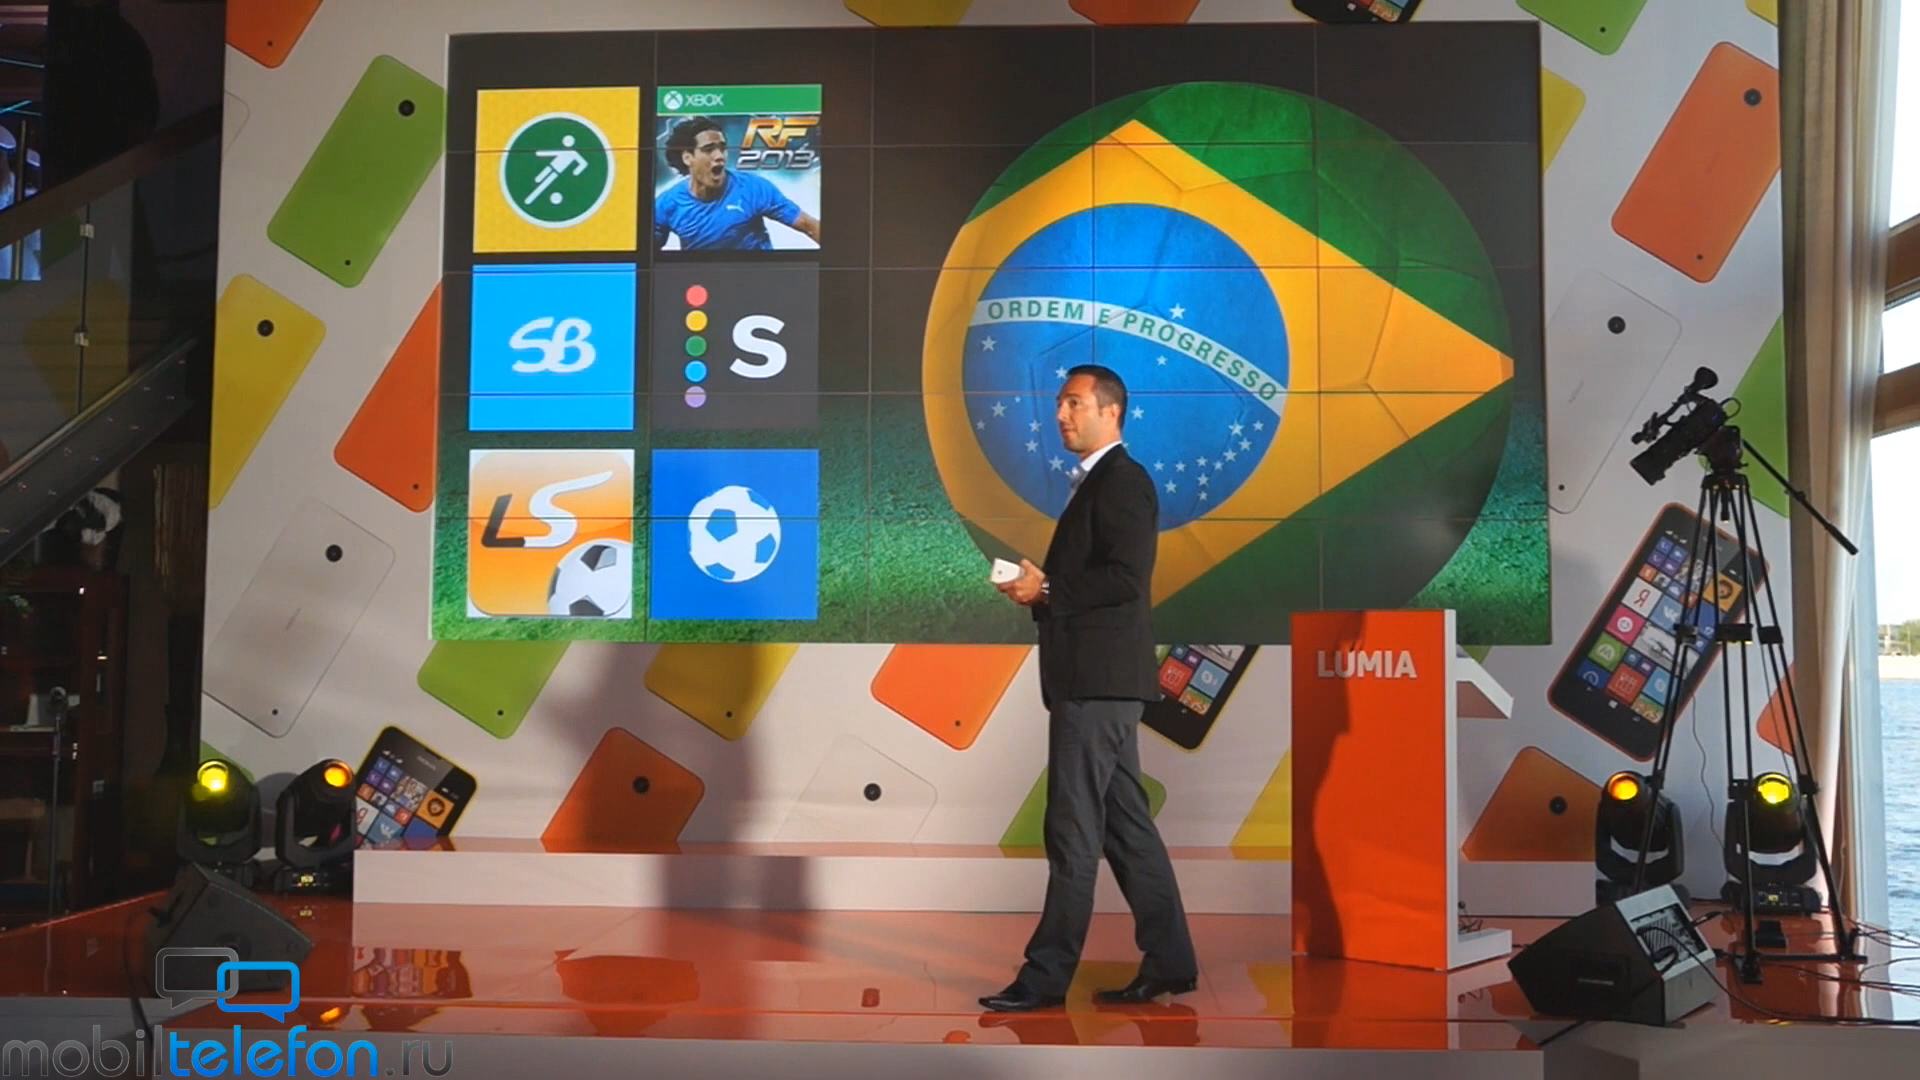 XBOX
RF
2013
ORDEM E PROGRESSO
SB
S
LS
LUMIA
mobiltelefon.ru